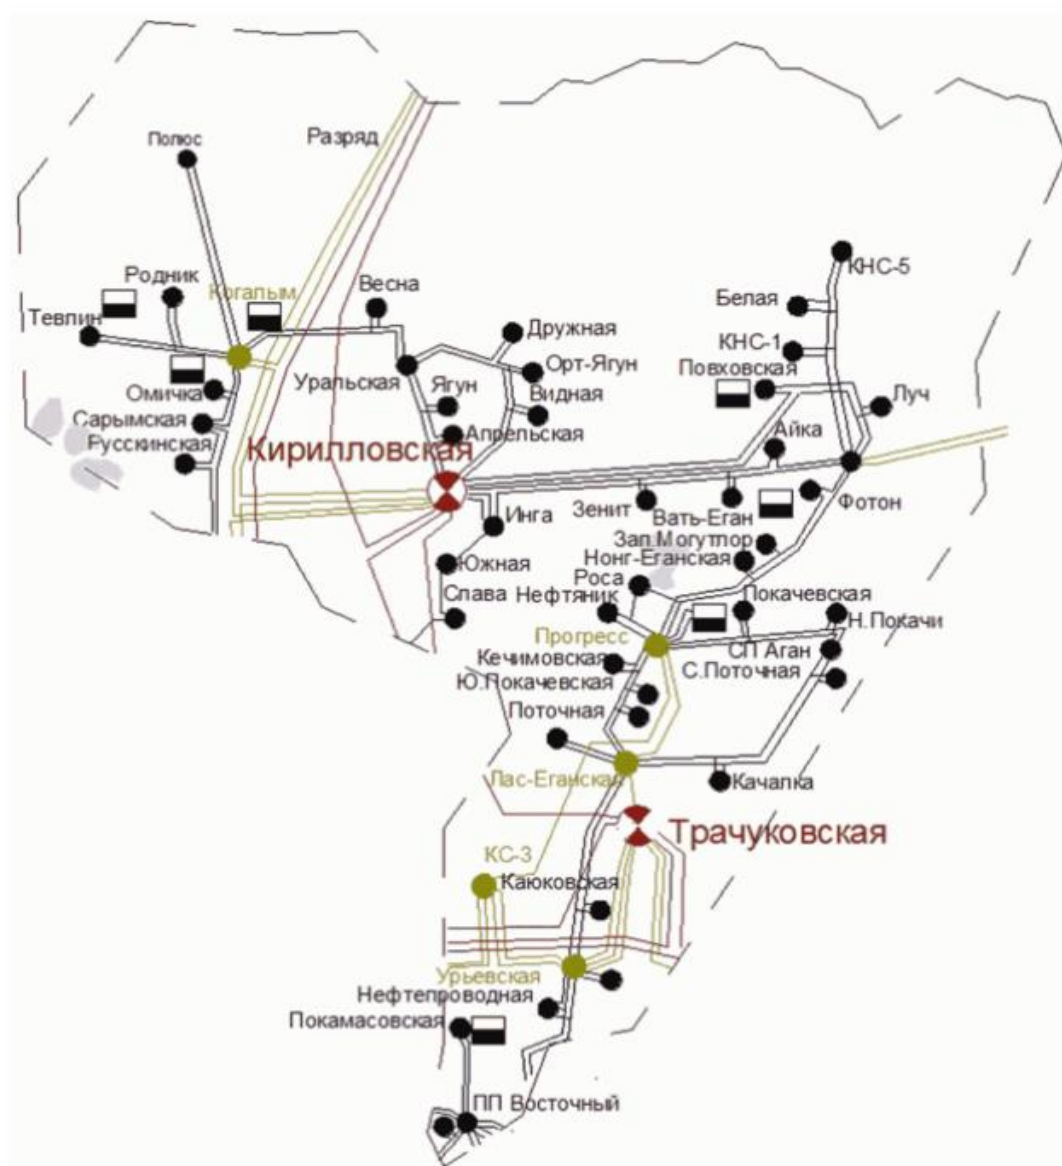 Полюс
Разряд
Родник
Когалым
Весна
КНС-5
Тевлин
Белая
Дружная
КНС-1
Омичка
Уральская
Ягун
Орт-Ягун
Повховская
Видная
Луч
Сарымская
Русскинская
Апрельская
Айка
Кирилловская
Инга
Зенит
Вать-Еган
Фотон
Зап.Могутлор
Южная
Нонг-Еганская
Роса
Слава
Нефтяник
Покачевская
Н.Покачи
Прогресс
Кечимовская
СП Аган
Ю.Покачевская
С.Поточная
Поточная
Лас-Еганская
Качалка
Трачуковская
КС-3
Каюковская
Урьевская
Нефтепроводная
Покамасовская
ПП Восточный